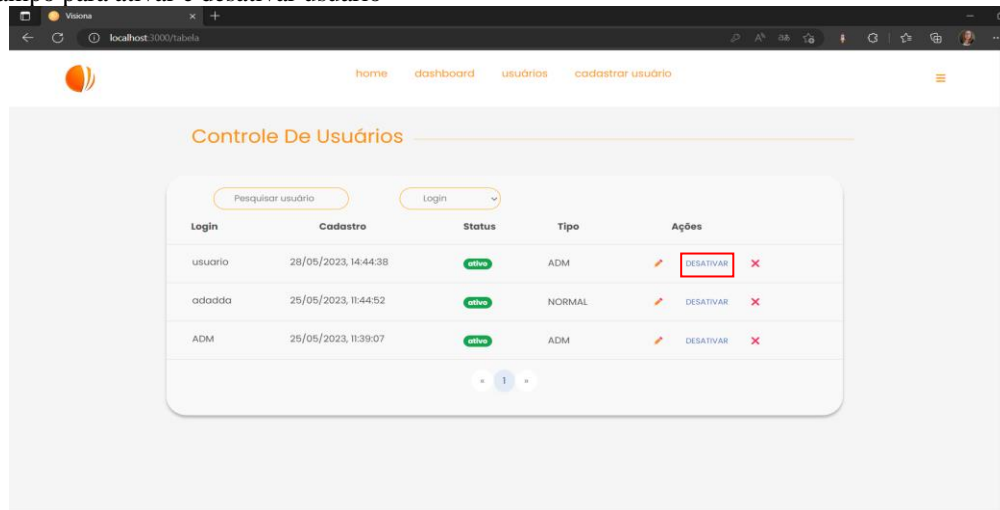 para ativar e desativar usuário
Visiona
localhost:3000/tabela
home dashboard usuários cadastrar usuário
Controle De Usuários
Pesquisar usuário Login
Login Cadastro Status Tipo Ações
usuario 28/05/2023, 14:44:38 ativo ADM DESATIVAR
adadda 25/05/2023, 11:44:52 ativo NORMAL DESATIVAR
ADM 25/05/2023, 11:39:07 ativo ADM DESATIVAR
« 1 »